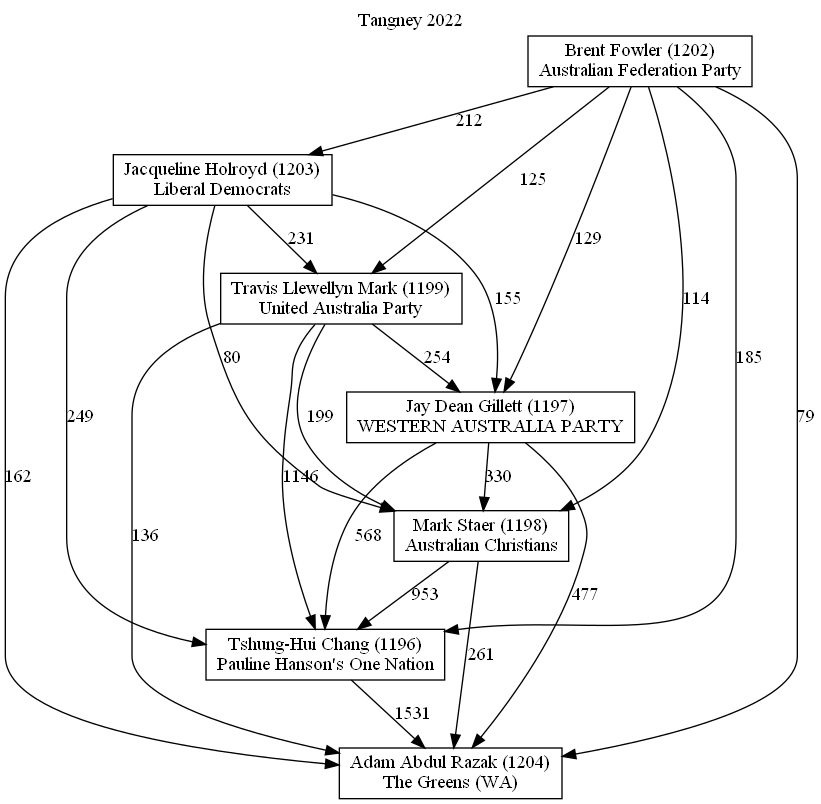 Tangney 2022
Brent Fowler (1202)
Australian Federation Party
212
Jacqueline Holroyd (1203)
Liberal Democrats
125
231
129
Travis Llewellyn Mark (1199)
United Australia Party
155
114
80
254
185
Jay Dean Gillett (1197)
WESTERN AUSTRALIA PARTY
249
199
79
162
1146
330
Mark Staer (1198)
Australian Christians
136
568
953
477
Tshung-Hui Chang (1196)
Pauline Hanson's One Nation
261
1531
Adam Abdul Razak (1204)
The Greens (WA)